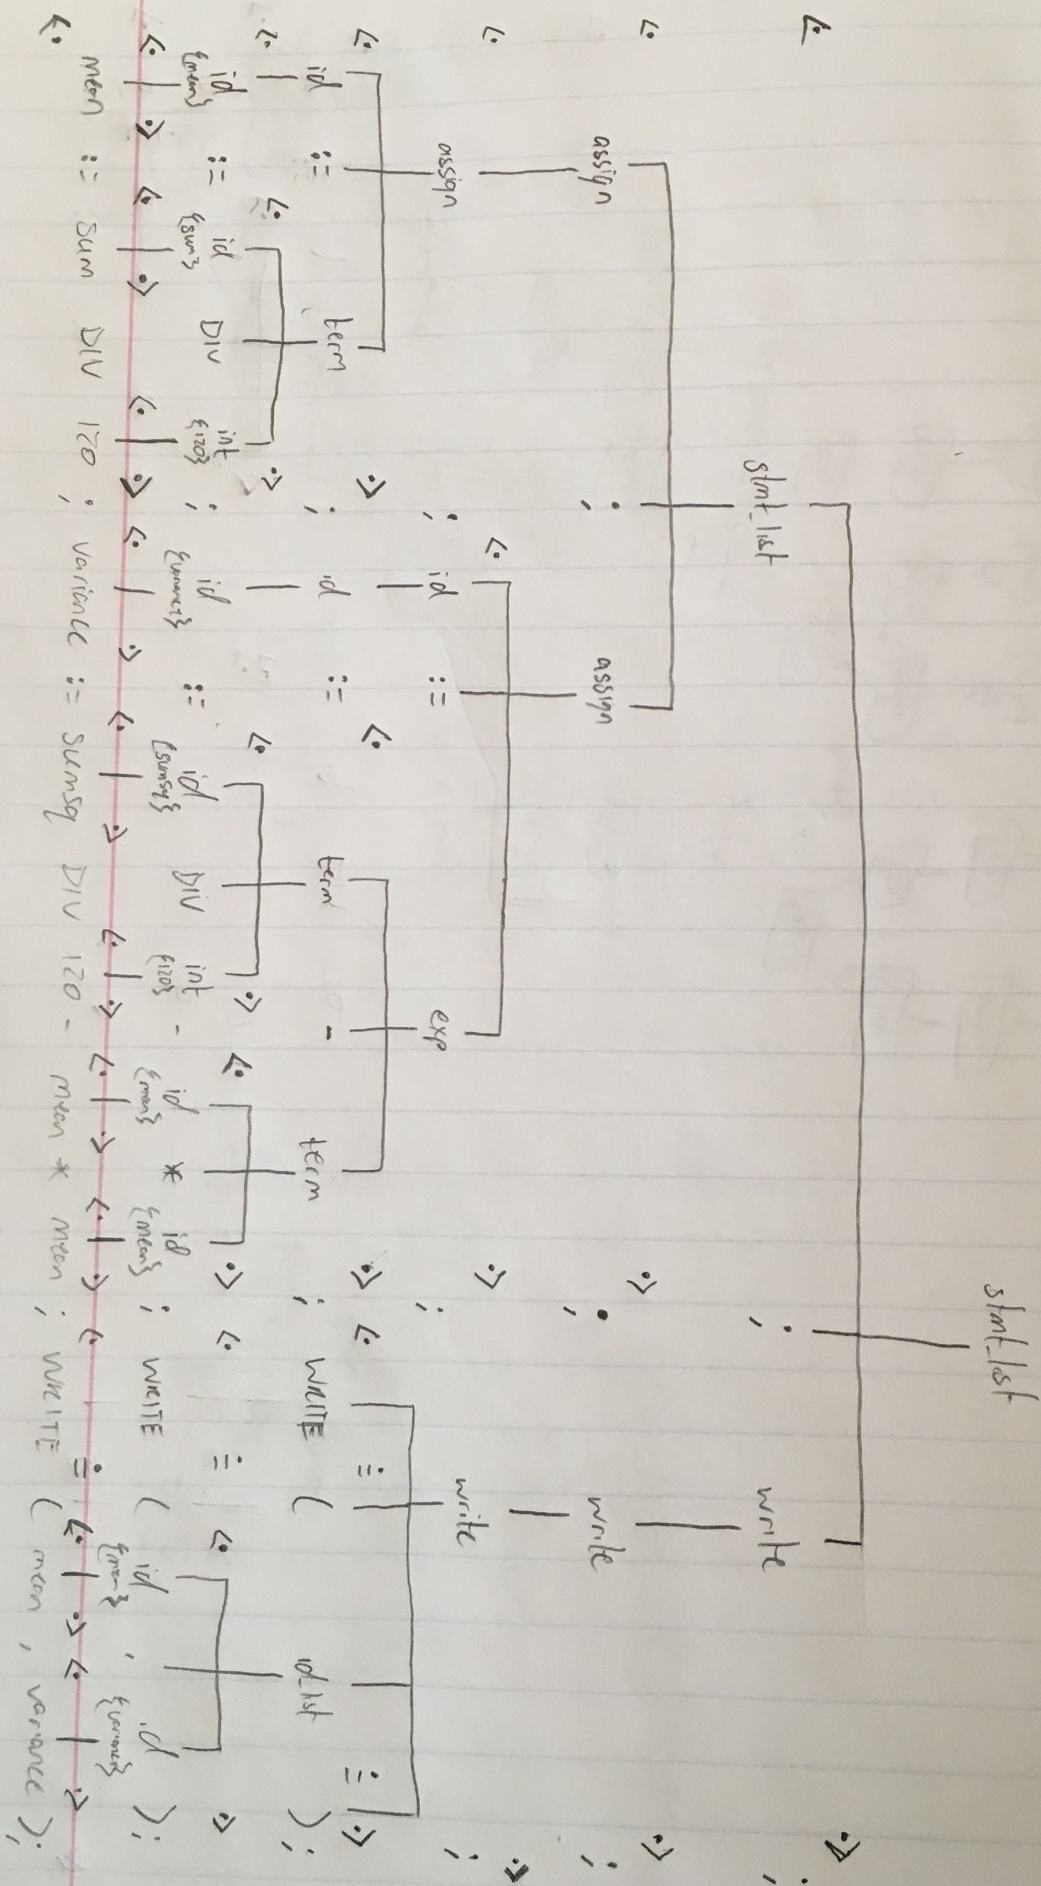 stmt_list
⋖ stmt_list ; write ⋗ ;
⋖ assign ; assign ⋗ ; write ⋗ ;
⋖ assign ⋖ id := exp ⋗ ; write ⋗ ;
⋖ id := term ⋗ ; id := ⋖ term - term ⋗ ; ⋖ WRITE ≐ ( id_list ≐ ) ⋗ ;
⋖ id {mean} := ⋖ id {sum} DIV int {120} ⋗ ; id {variance} := ⋖ id {sumsq} DIV int {120} ⋗ - ⋖ id {mean} * id {mean} ⋗ ; ⋖ WRITE ≐ ( ⋖ id {mean} , id {variance} ⋗ ) ;
⋖ ⋖ ⋗ ⋖ ⋗ ⋖ ⋗ ⋖ ⋗ ⋖ ⋗ ⋖ ⋗ ⋖ ⋗ ⋖ ⋗ ⋖ ≐ ⋖ ⋗ ⋖ ⋗
mean := sum DIV 120 ; variance := sumsq DIV 120 - mean * mean ; WRITE ( mean , variance ) ;